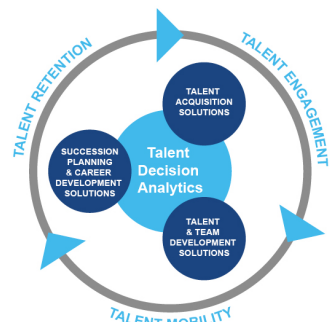 TALENT RETENTION
TALENT ENGAGEMENT
TALENT
ACQUISITION
SOLUTIONS
SUCCESSION
PLANNING
& CAREER
DEVELOPMENT
SOLUTIONS
Talent
Decision
Analytics
TALENT
& TEAM
DEVELOPMENT
SOLUTIONS
TALENT MOBILITY